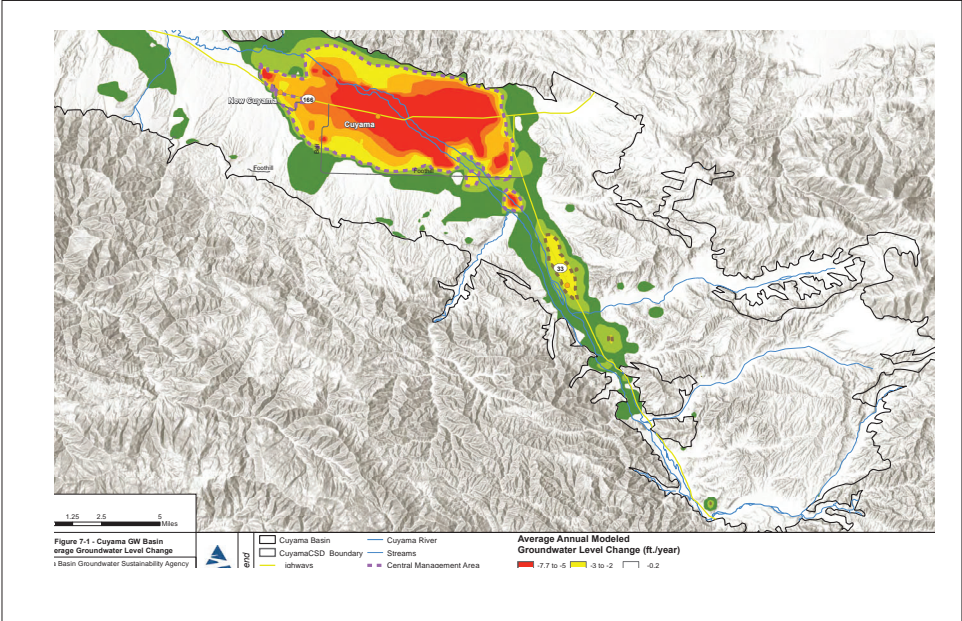 New Cuyama
166
Cuyama
Foothill
33
1.25 2.5 5
Miles
Figure 7-1 - Cuyama GW Basin
erage Groundwater Level Change
Basin Groundwater Sustainability Agency
end
Cuyama Basin
CuyamaCSD Boundary
ighways
Cuyama River
Streams
Central Management Area
Average Annual Modeled
Groundwater Level Change (ft./year)
-7.7 to -5 -3 to -2 -0.2